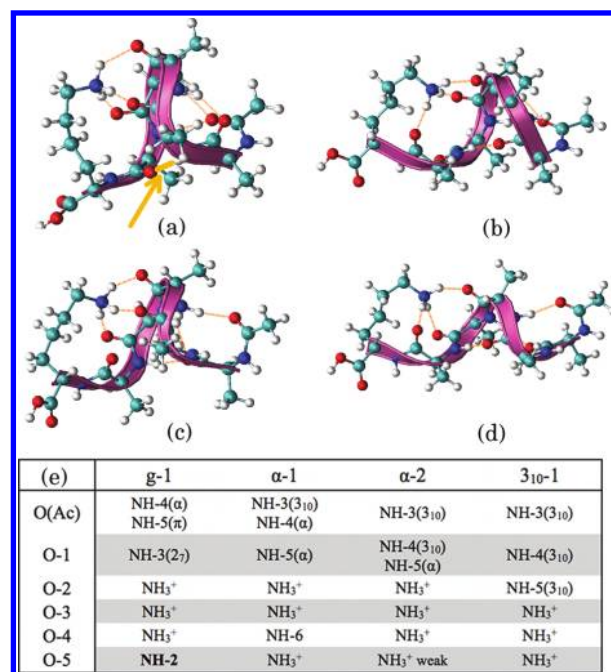 (a)
(b)
(c)
(d)
(e) g-1 α-1 α-2 3₁₀-1
O(Ac) NH-4(α) NH-5(π) NH-3(3₁₀) NH-4(α) NH-3(3₁₀) NH-3(3₁₀)
O-1 NH-3(2₇) NH-5(α) NH-4(3₁₀) NH-5(α) NH-4(3₁₀)
O-2 NH₃⁺ NH₃⁺ NH₃⁺ NH-5(3₁₀)
O-3 NH₃⁺ NH₃⁺ NH₃⁺ NH₃⁺
O-4 NH₃⁺ NH-6 NH₃⁺ NH₃⁺
O-5 NH-2 NH₃⁺ NH₃⁺ weak NH₃⁺